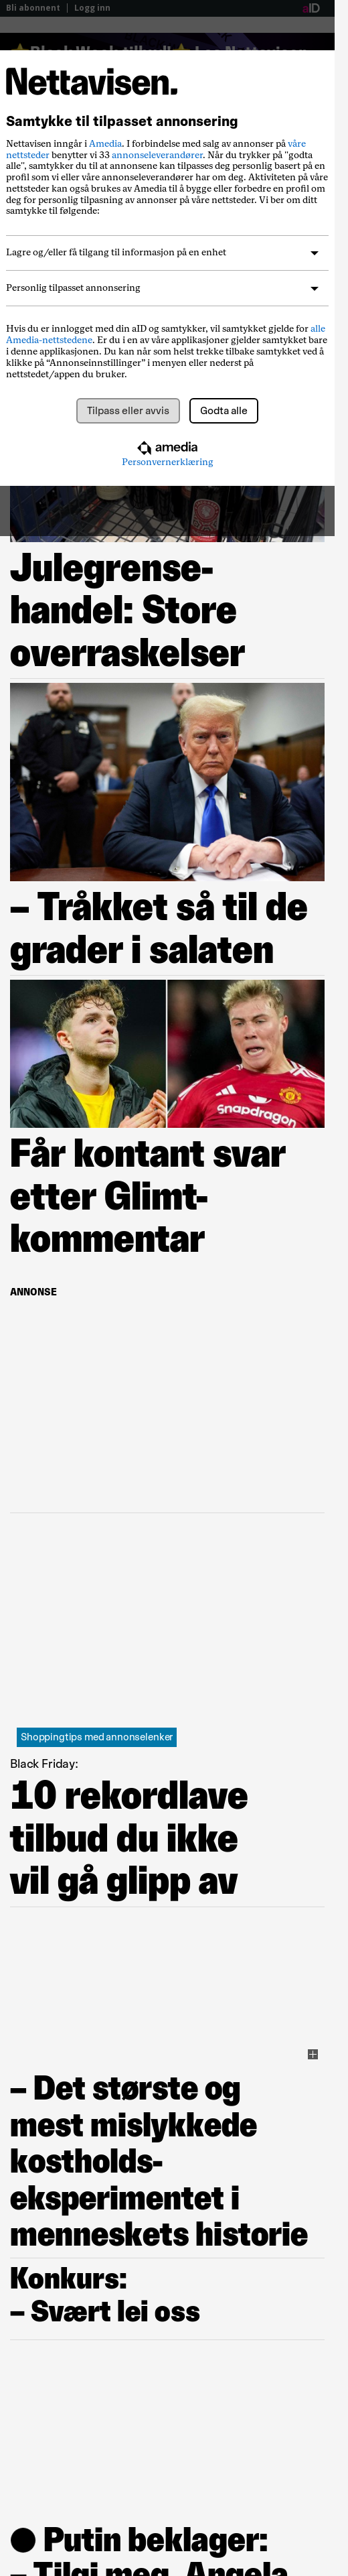 Bli abonnent | Logg inn
aID
Nettavisen.
Samtykke til tilpasset annonsering
Nettavisen inngår i Amedia. I forbindelse med salg av annonser på våre
nettsteder benytter vi 33 annonseleverandører. Når du trykker på "godta
alle", samtykker du til at annonsene kan tilpasses deg personlig basert på en
profil som vi eller våre annonseleverandører har om deg. Aktiviteten på våre
nettsteder kan også brukes av Amedia til å bygge eller forbedre en profil om
deg for personlig tilpasning av annonser på våre nettsteder. Vi ber om ditt
samtykke til følgende:
Lagre og/eller få tilgang til informasjon på en enhet
Personlig tilpasset annonsering
Hvis du er innlogget med din aID og samtykker, vil samtykket gjelde for alle
Amedia-nettstedene. Er du i en av våre applikasjoner gjelder samtykket bare
i denne applikasjonen. Du kan når som helst trekke tilbake samtykket ved å
klikke på “Annonseinnstillinger” i menyen eller nederst på
nettstedet/appen du bruker.
Tilpass eller avvis
Godta alle
amedia
Personvernerklæring
Julegrense-
handel: Store
overraskelser
– Tråkket så til de
grader i salaten
Snapdragon
Får kontant svar
etter Glimt-
kommentar
ANNONSE
Shoppingtips med annonselenker
Black Friday:
10 rekordlave
tilbud du ikke
vil gå glipp av
– Det største og
mest mislykkede
kostholds-
eksperimentet i
menneskets historie
Konkurs:
– Svært lei oss
● Putin beklager:
– Tilgi meg, Angela